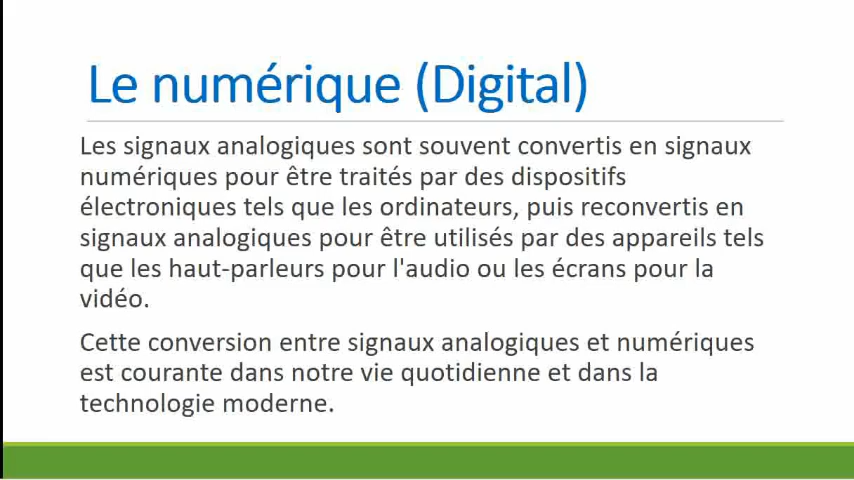 Le numérique (Digital)
Les signaux analogiques sont souvent convertis en signaux
numériques pour être traités par des dispositifs
électroniques tels que les ordinateurs, puis reconvertis en
signaux analogiques pour être utilisés par des appareils tels
que les haut-parleurs pour l'audio ou les écrans pour la
vidéo.
Cette conversion entre signaux analogiques et numériques
est courante dans notre vie quotidienne et dans la
technologie moderne.